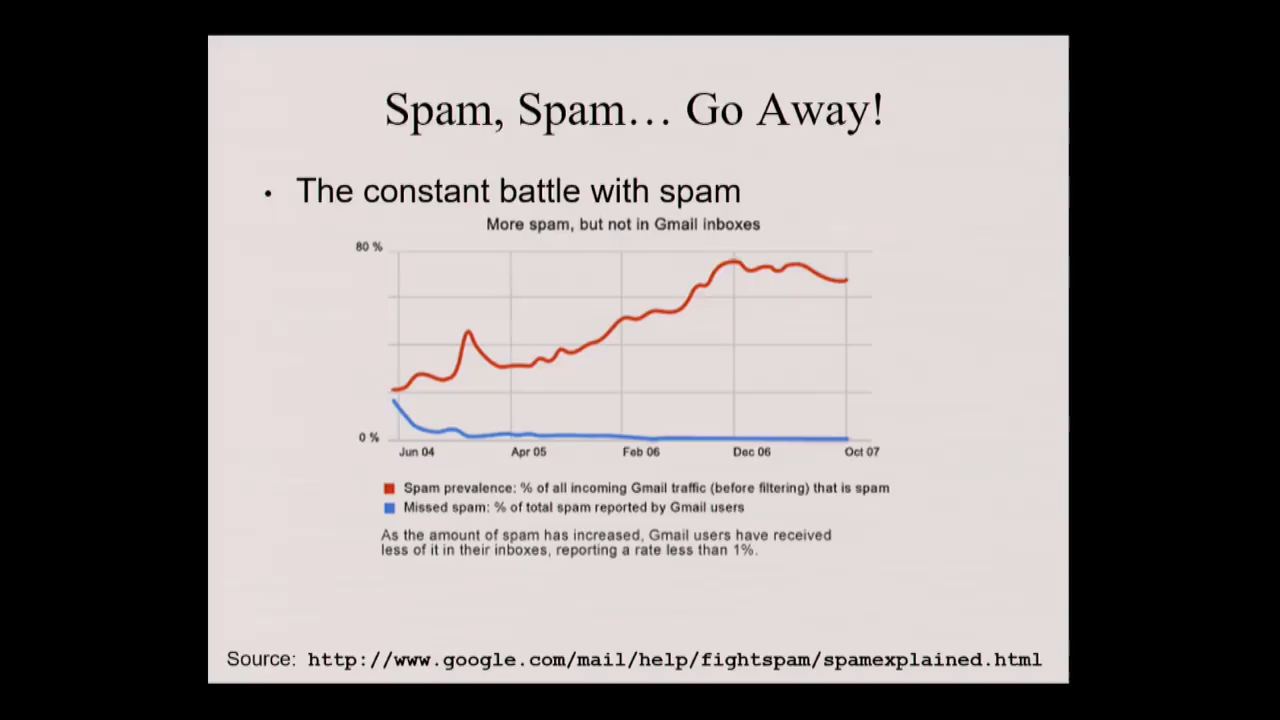 Spam, Spam… Go Away!
• The constant battle with spam
More spam, but not in Gmail inboxes
80 %
0 %
Jun 04 Apr 05 Feb 06 Dec 06 Oct 07
Spam prevalence: % of all incoming Gmail traffic (before filtering) that is spam
Missed spam: % of total spam reported by Gmail users
As the amount of spam has increased, Gmail users have received
less of it in their inboxes, reporting a rate less than 1%.
Source: http://www.google.com/mail/help/fightspam/spamexplained.html